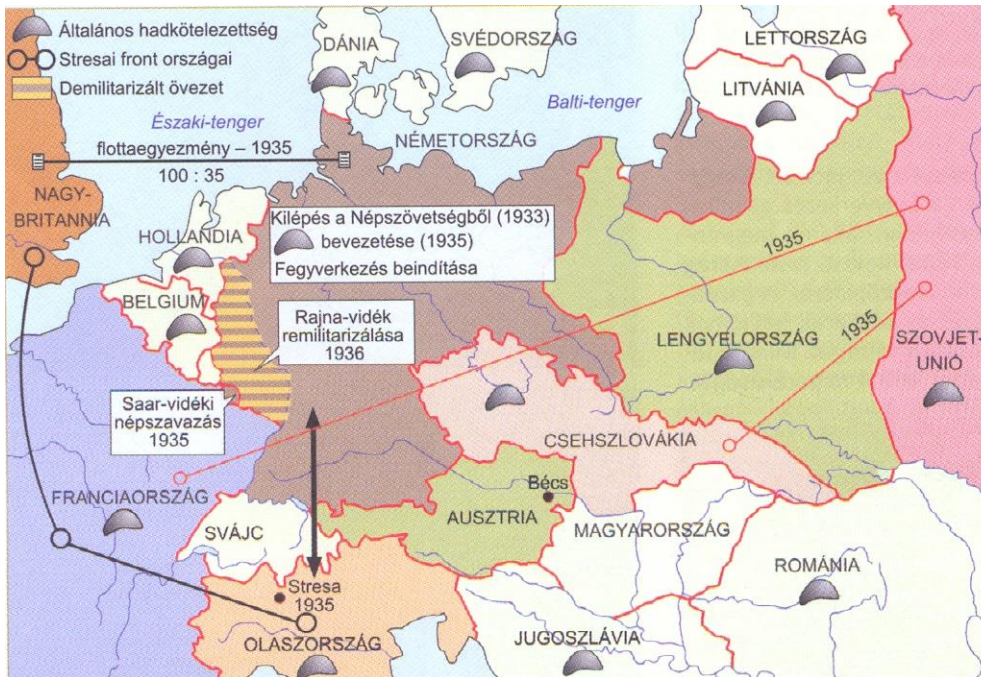 Általános hadkötelezettség
Stresai front országai
Demilitarizált övezet
DÁNIA
SVÉDORSZÁG
LETTORSZÁG
LITVÁNIA
Balti-tenger
Északi-tenger
flottaegyezmény – 1935
100 : 35
NÉMETORSZÁG
NAGY-
BRITANNIA
HOLLANDIA
Kilépés a Népszövetségből (1933)
bevezetése (1935)
Fegyverkezés beindítása
1935
BELGIUM
Rajna-vidék
remilitarizálása
1936
LENGYELORSZÁG
1935
SZOVJET-
UNIÓ
Saar-vidéki
népszavazás
1935
CSEHSZLOVÁKIA
FRANCIAORSZÁG
Bécs
SVÁJC
AUSZTRIA
MAGYARORSZÁG
ROMÁNIA
Stresa
1935
OLASZORSZÁG
JUGOSZLÁVIA